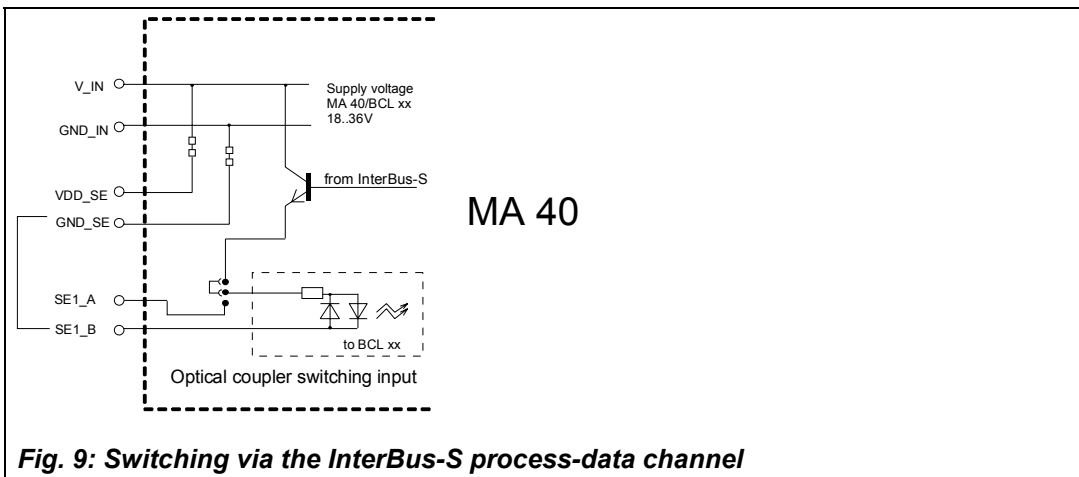 V_IN
Supply voltage
MA 40/BCL xx
18..36V
GND_IN
from InterBus-S
VDD_SE
MA 40
GND_SE
SE1_A
SE1_B
to BCL xx
Optical coupler switching input
Fig. 9: Switching via the InterBus-S process-data channel